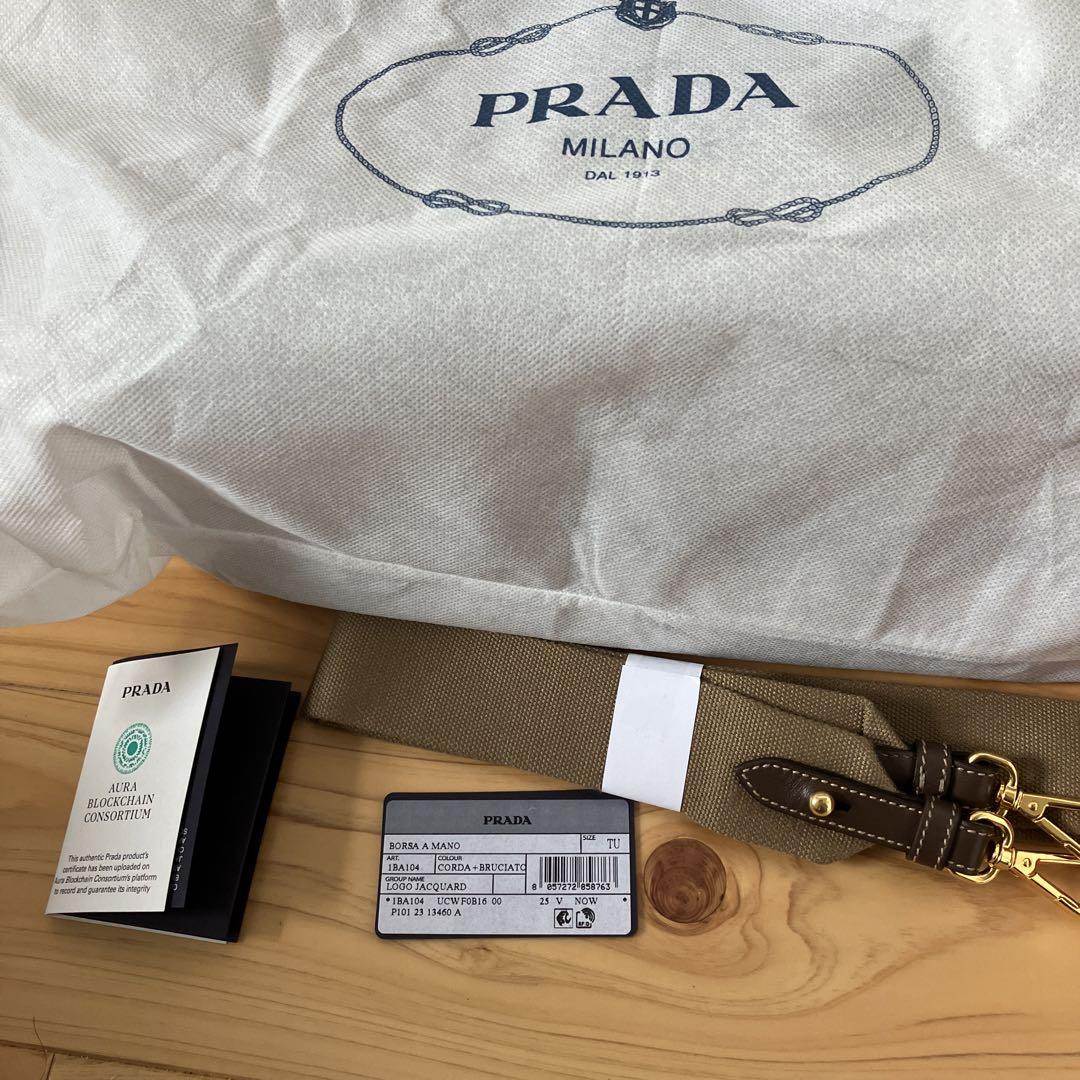 PRADA
MILANO
DAL 1913
PRADA
AURA
BLOCKCHAIN
CONSORTIUM
This authentic Prada product's
certificate has been uploaded on
Aura Blockchain Consortium's platform
to record and guarantee its integrity
PRADA
BORSA A MANO
SIZE
TU
ART.
1BA104
COLOUR
CORDA+BRUCIATO
GROUP NAME
LOGO JACQUARD
8 057272 858763
*1BA104 UCWF0B16 00 25 V NOW *
P101 23 13460 A